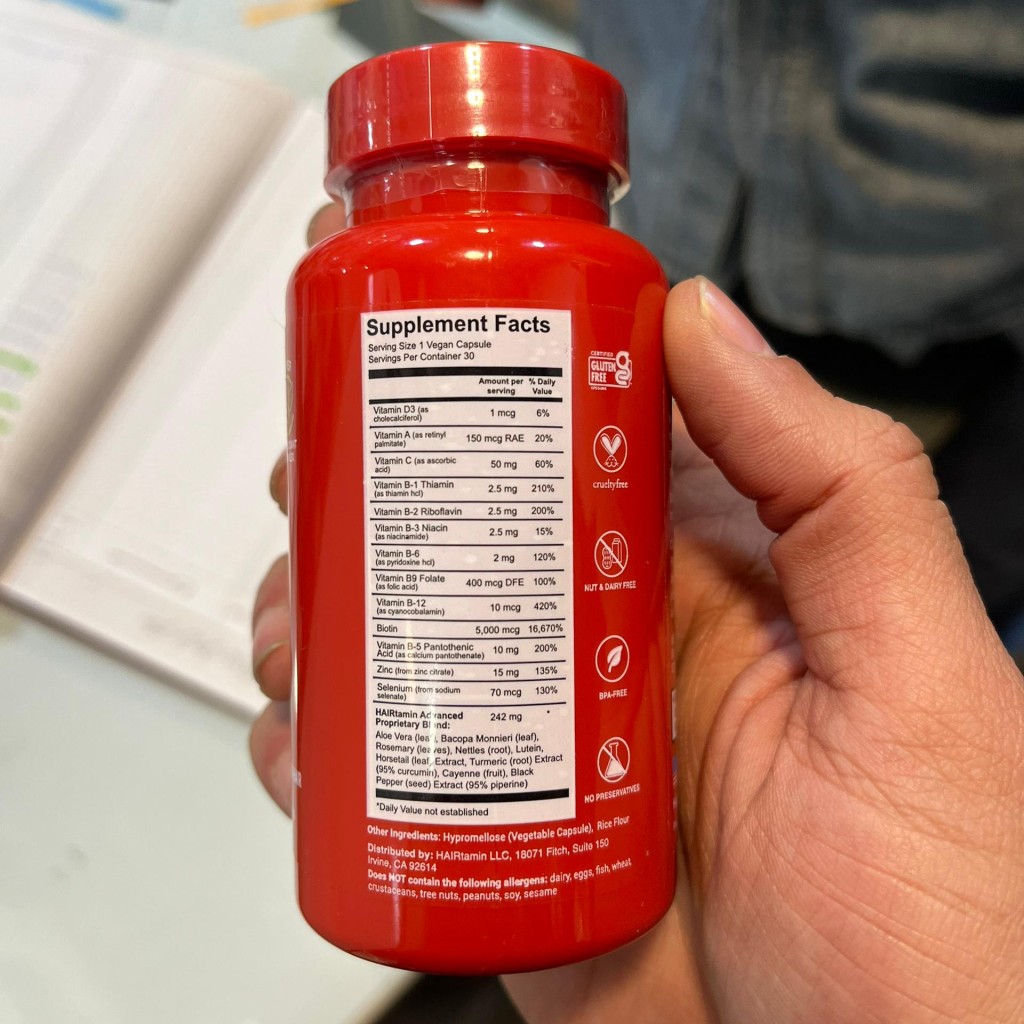 Supplement Facts
Serving Size 1 Vegan Capsule
Servings Per Container 30
Amount per serving % Daily Value
Vitamin D3 (as cholecalciferol) 1 mcg 6%
Vitamin A (as retinyl palmitate) 150 mcg RAE 20%
Vitamin C (as ascorbic acid) 50 mg 60%
Vitamin B-1 Thiamin (as thiamin hcl) 2.5 mg 210%
Vitamin B-2 Riboflavin 2.5 mg 200%
Vitamin B-3 Niacin (as niacinamide) 2.5 mg 15%
Vitamin B-6 (as pyridoxine hcl) 2 mg 120%
Vitamin B9 Folate (as folic acid) 400 mcg DFE 100%
Vitamin B-12 (as cyanocobalamin) 10 mcg 420%
Biotin 5,000 mcg 16,670%
Vitamin B-5 Pantothenic Acid (as calcium pantothenate) 10 mg 200%
Zinc (from zinc citrate) 15 mg 135%
Selenium (from sodium selenate) 70 mcg 130%
HAIRtamin Advanced Proprietary Blend: 242 mg *
Aloe Vera (leaf), Bacopa Monnieri (leaf),
Rosemary (leaves), Nettles (root), Lutein,
Horsetail (leaf) Extract, Turmeric (root) Extract
(95% curcumin), Cayenne (fruit), Black
Pepper (seed) Extract (95% piperine)
*Daily Value not established
Other Ingredients: Hypromellose (Vegetable Capsule), Rice Flour
Distributed by: HAIRtamin LLC, 18071 Fitch, Suite 150
Irvine, CA 92614
Does NOT contain the following allergens: dairy, eggs, fish, wheat,
crustaceans, tree nuts, peanuts, soy, sesame
CERTIFIED
GLUTEN
FREE
crueltyfree
NUT & DAIRY FREE
BPA-FREE
NO PRESERVATIVES